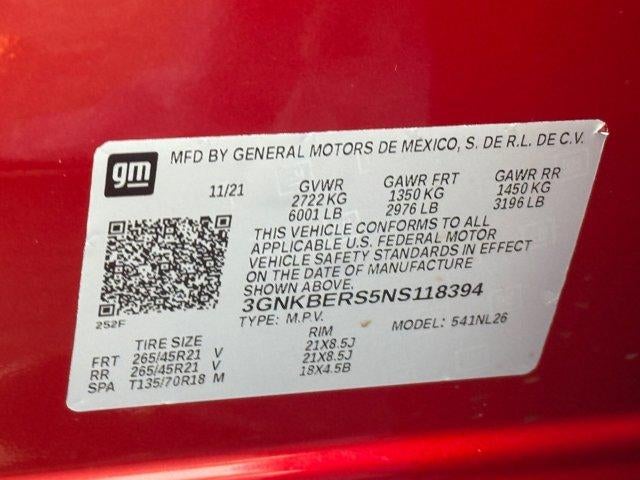 gm
MFD BY GENERAL MOTORS DE MEXICO, S. DE R.L. DE C.V.
11/21 GVWR GAWR FRT GAWR RR
2722 KG 1350 KG 1450 KG
6001 LB 2976 LB 3196 LB
THIS VEHICLE CONFORMS TO ALL
APPLICABLE U.S. FEDERAL MOTOR
VEHICLE SAFETY STANDARDS IN EFFECT
ON THE DATE OF MANUFACTURE
SHOWN ABOVE.
3GNKBERS5NS118394
252F
TYPE: M.P.V. MODEL: 541NL26
TIRE SIZE RIM
FRT 265/45R21 V 21X8.5J
RR 265/45R21 V 21X8.5J
SPA T135/70R18 M 18X4.5B